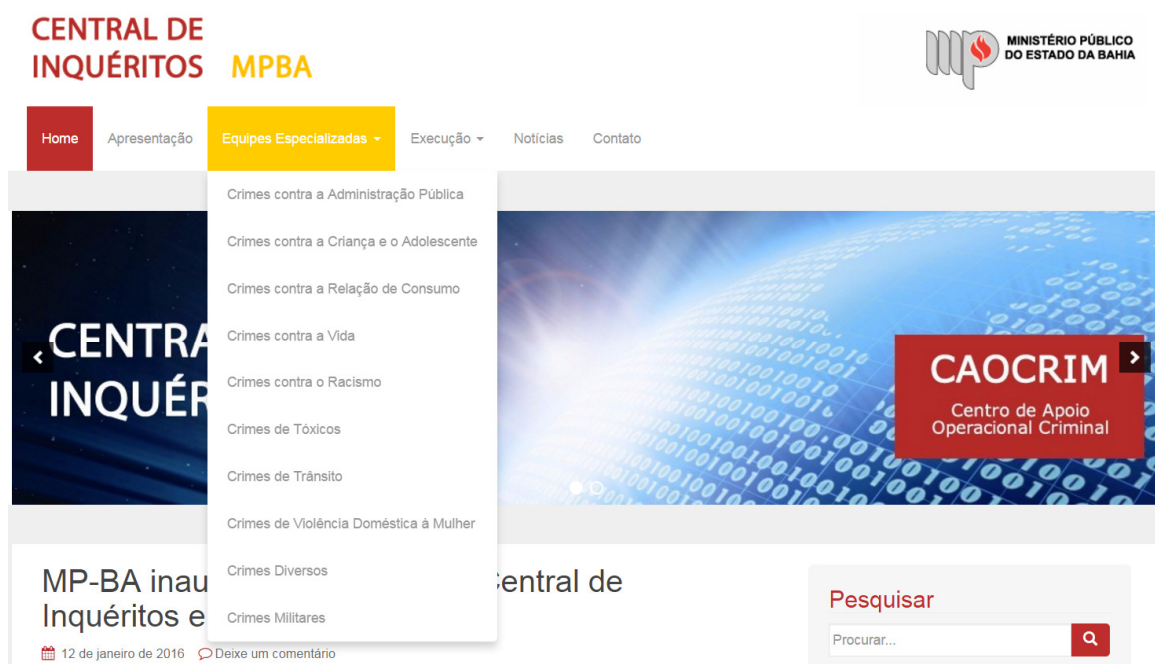 CENTRAL DE
INQUÉRITOS MPBA
MINISTÉRIO PÚBLICO
DO ESTADO DA BAHIA
Home Apresentação Equipes Especializadas Execução Notícias Contato
Crimes contra a Administração Pública
Crimes contra a Criança e o Adolescente
Crimes contra a Relação de Consumo
Crimes contra a Vida
Crimes contra o Racismo
Crimes de Tóxicos
Crimes de Trânsito
Crimes de Violência Doméstica à Mulher
Crimes Diversos
Crimes Militares
CENTRA
INQUÉR
CAOCRIM
Centro de Apoio
Operacional Criminal
MP-BA inau entral de
Inquéritos e
12 de janeiro de 2016 Deixe um comentário
Pesquisar
Procurar...